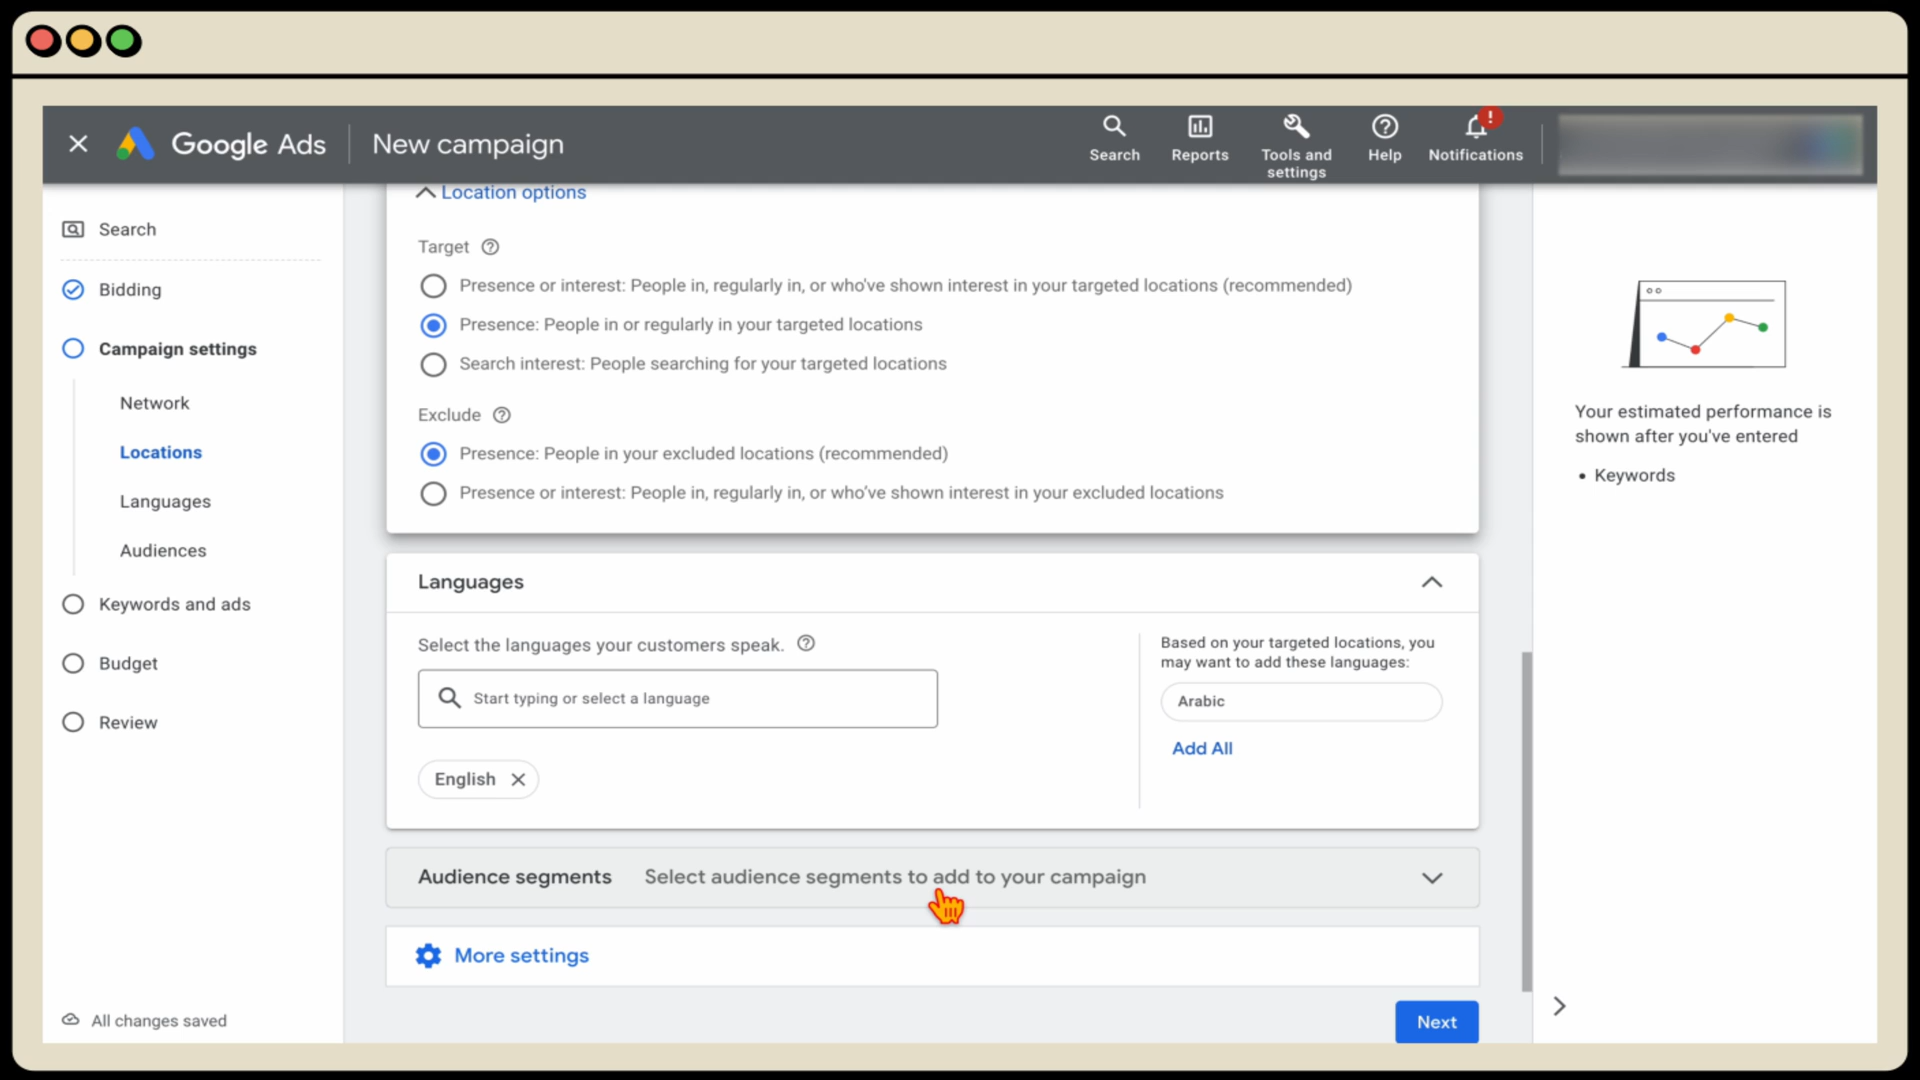 Google Ads
New campaign
Search
Reports
Tools and
settings
Help
!
Notifications
Search
Bidding
Campaign settings
Network
Locations
Languages
Audiences
Keywords and ads
Budget
Review
All changes saved
Location options
Target
Presence or interest: People in, regularly in, or who've shown interest in your targeted locations (recommended)
Presence: People in or regularly in your targeted locations
Search interest: People searching for your targeted locations
Exclude
Presence: People in your excluded locations (recommended)
Presence or interest: People in, regularly in, or who’ve shown interest in your excluded locations
Languages
Select the languages your customers speak.
Start typing or select a language
English
Based on your targeted locations, you
may want to add these languages:
Arabic
Add All
Audience segments Select audience segments to add to your campaign
More settings
Next
Your estimated performance is
shown after you've entered
• Keywords